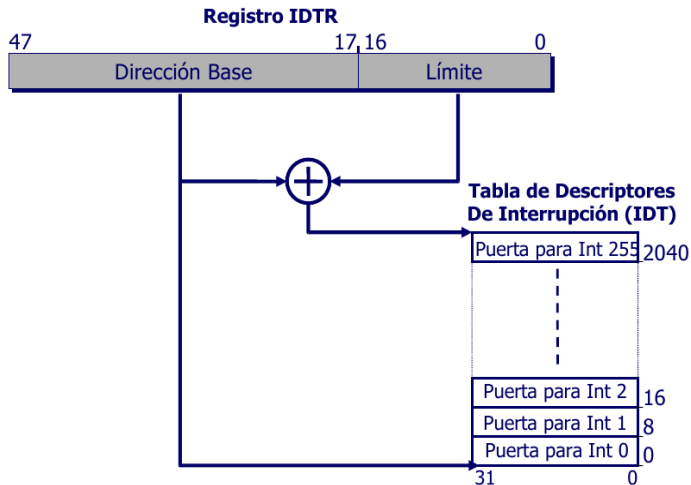 Registro IDTR
47 17 16 0
Dirección Base Límite
Tabla de Descriptores
De Interrupción (IDT)
Puerta para Int 255 2040
Puerta para Int 2 16
Puerta para Int 1 8
Puerta para Int 0 0
31 0